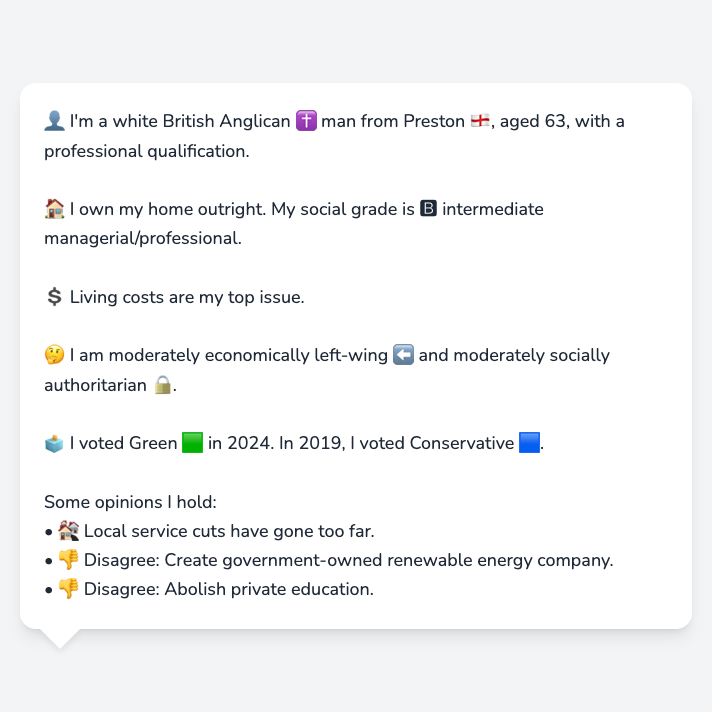 👤 I'm a white British Anglican ✝️ man from Preston 🏴󠁧󠁢󠁥󠁮󠁧󠁿, aged 63, with a
professional qualification.
🏠 I own my home outright. My social grade is 🅱 intermediate
managerial/professional.
💲 Living costs are my top issue.
🤔 I am moderately economically left-wing ⬅️ and moderately socially
authoritarian 🔒.
🗳️ I voted Green 🟩 in 2024. In 2019, I voted Conservative 🟦.
Some opinions I hold:
• 🏚️ Local service cuts have gone too far.
• 👎 Disagree: Create government-owned renewable energy company.
• 👎 Disagree: Abolish private education.